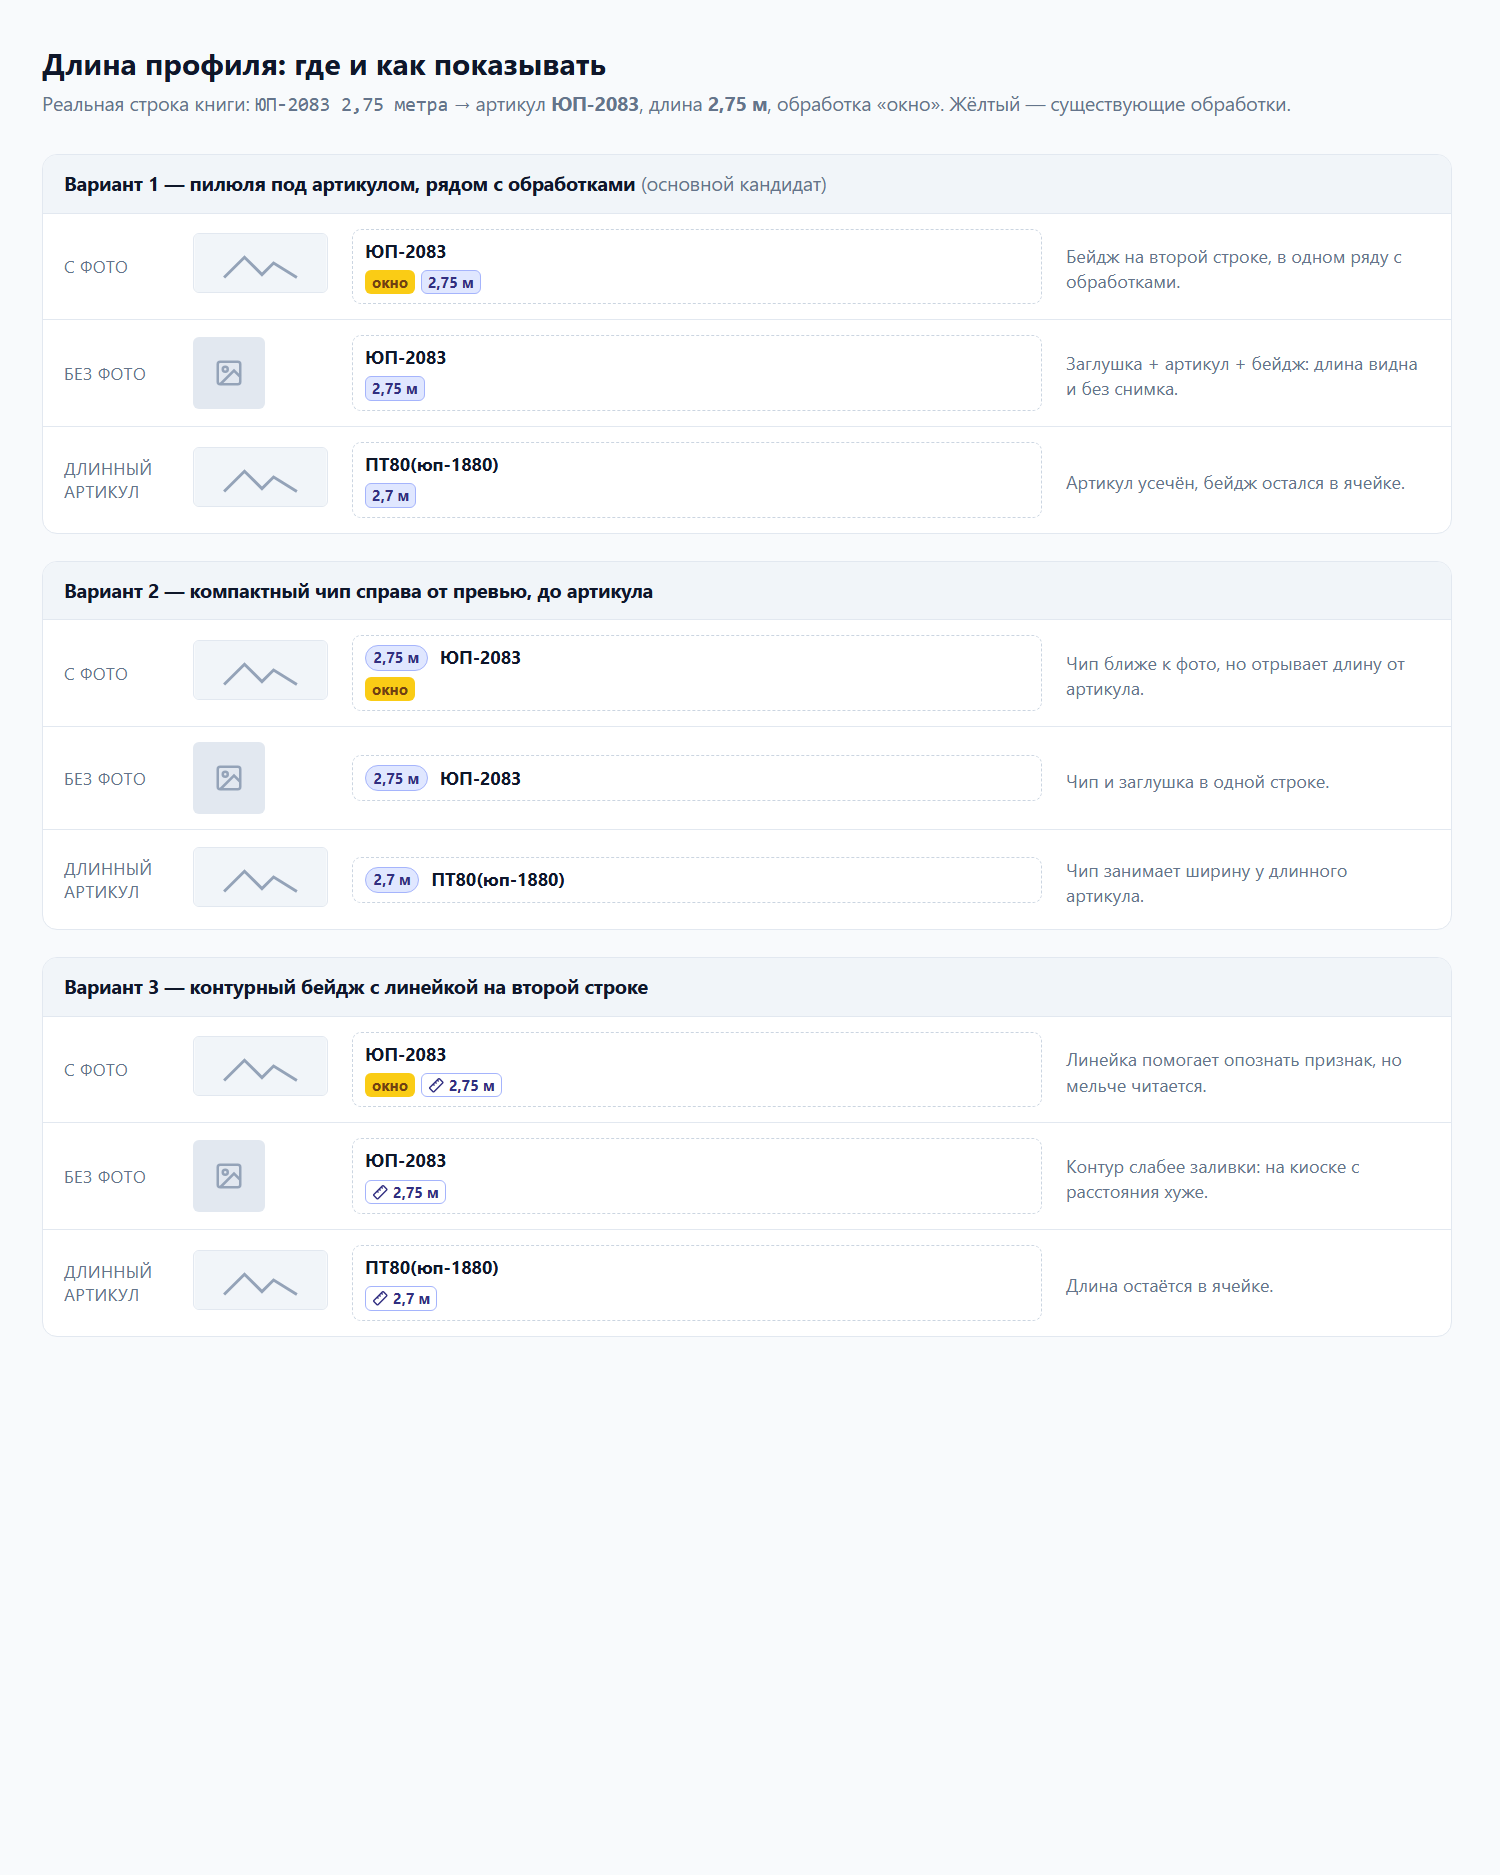 Длина профиля: где и как показывать
Реальная строка книги: ЮП-2083 2,75 метра → артикул ЮП-2083, длина 2,75 м, обработка «окно». Жёлтый — существующие обработки.
Вариант 1 — пилюля под артикулом, рядом с обработками (основной кандидат)
С ФОТО
ЮП-2083
окно 2,75 м
Бейдж на второй строке, в одном ряду с
обработками.
БЕЗ ФОТО
ЮП-2083
2,75 м
Заглушка + артикул + бейдж: длина видна
и без снимка.
ДЛИННЫЙ
АРТИКУЛ
ПТ80(юп-1880)
2,7 м
Артикул усечён, бейдж остался в ячейке.
Вариант 2 — компактный чип справа от превью, до артикула
С ФОТО
2,75 м ЮП-2083
окно
Чип ближе к фото, но отрывает длину от
артикула.
БЕЗ ФОТО
2,75 м ЮП-2083
Чип и заглушка в одной строке.
ДЛИННЫЙ
АРТИКУЛ
2,7 м ПТ80(юп-1880)
Чип занимает ширину у длинного
артикула.
Вариант 3 — контурный бейдж с линейкой на второй строке
С ФОТО
ЮП-2083
окно 2,75 м
Линейка помогает опознать признак, но
мельче читается.
БЕЗ ФОТО
ЮП-2083
2,75 м
Контур слабее заливки: на киоске с
расстояния хуже.
ДЛИННЫЙ
АРТИКУЛ
ПТ80(юп-1880)
2,7 м
Длина остаётся в ячейке.